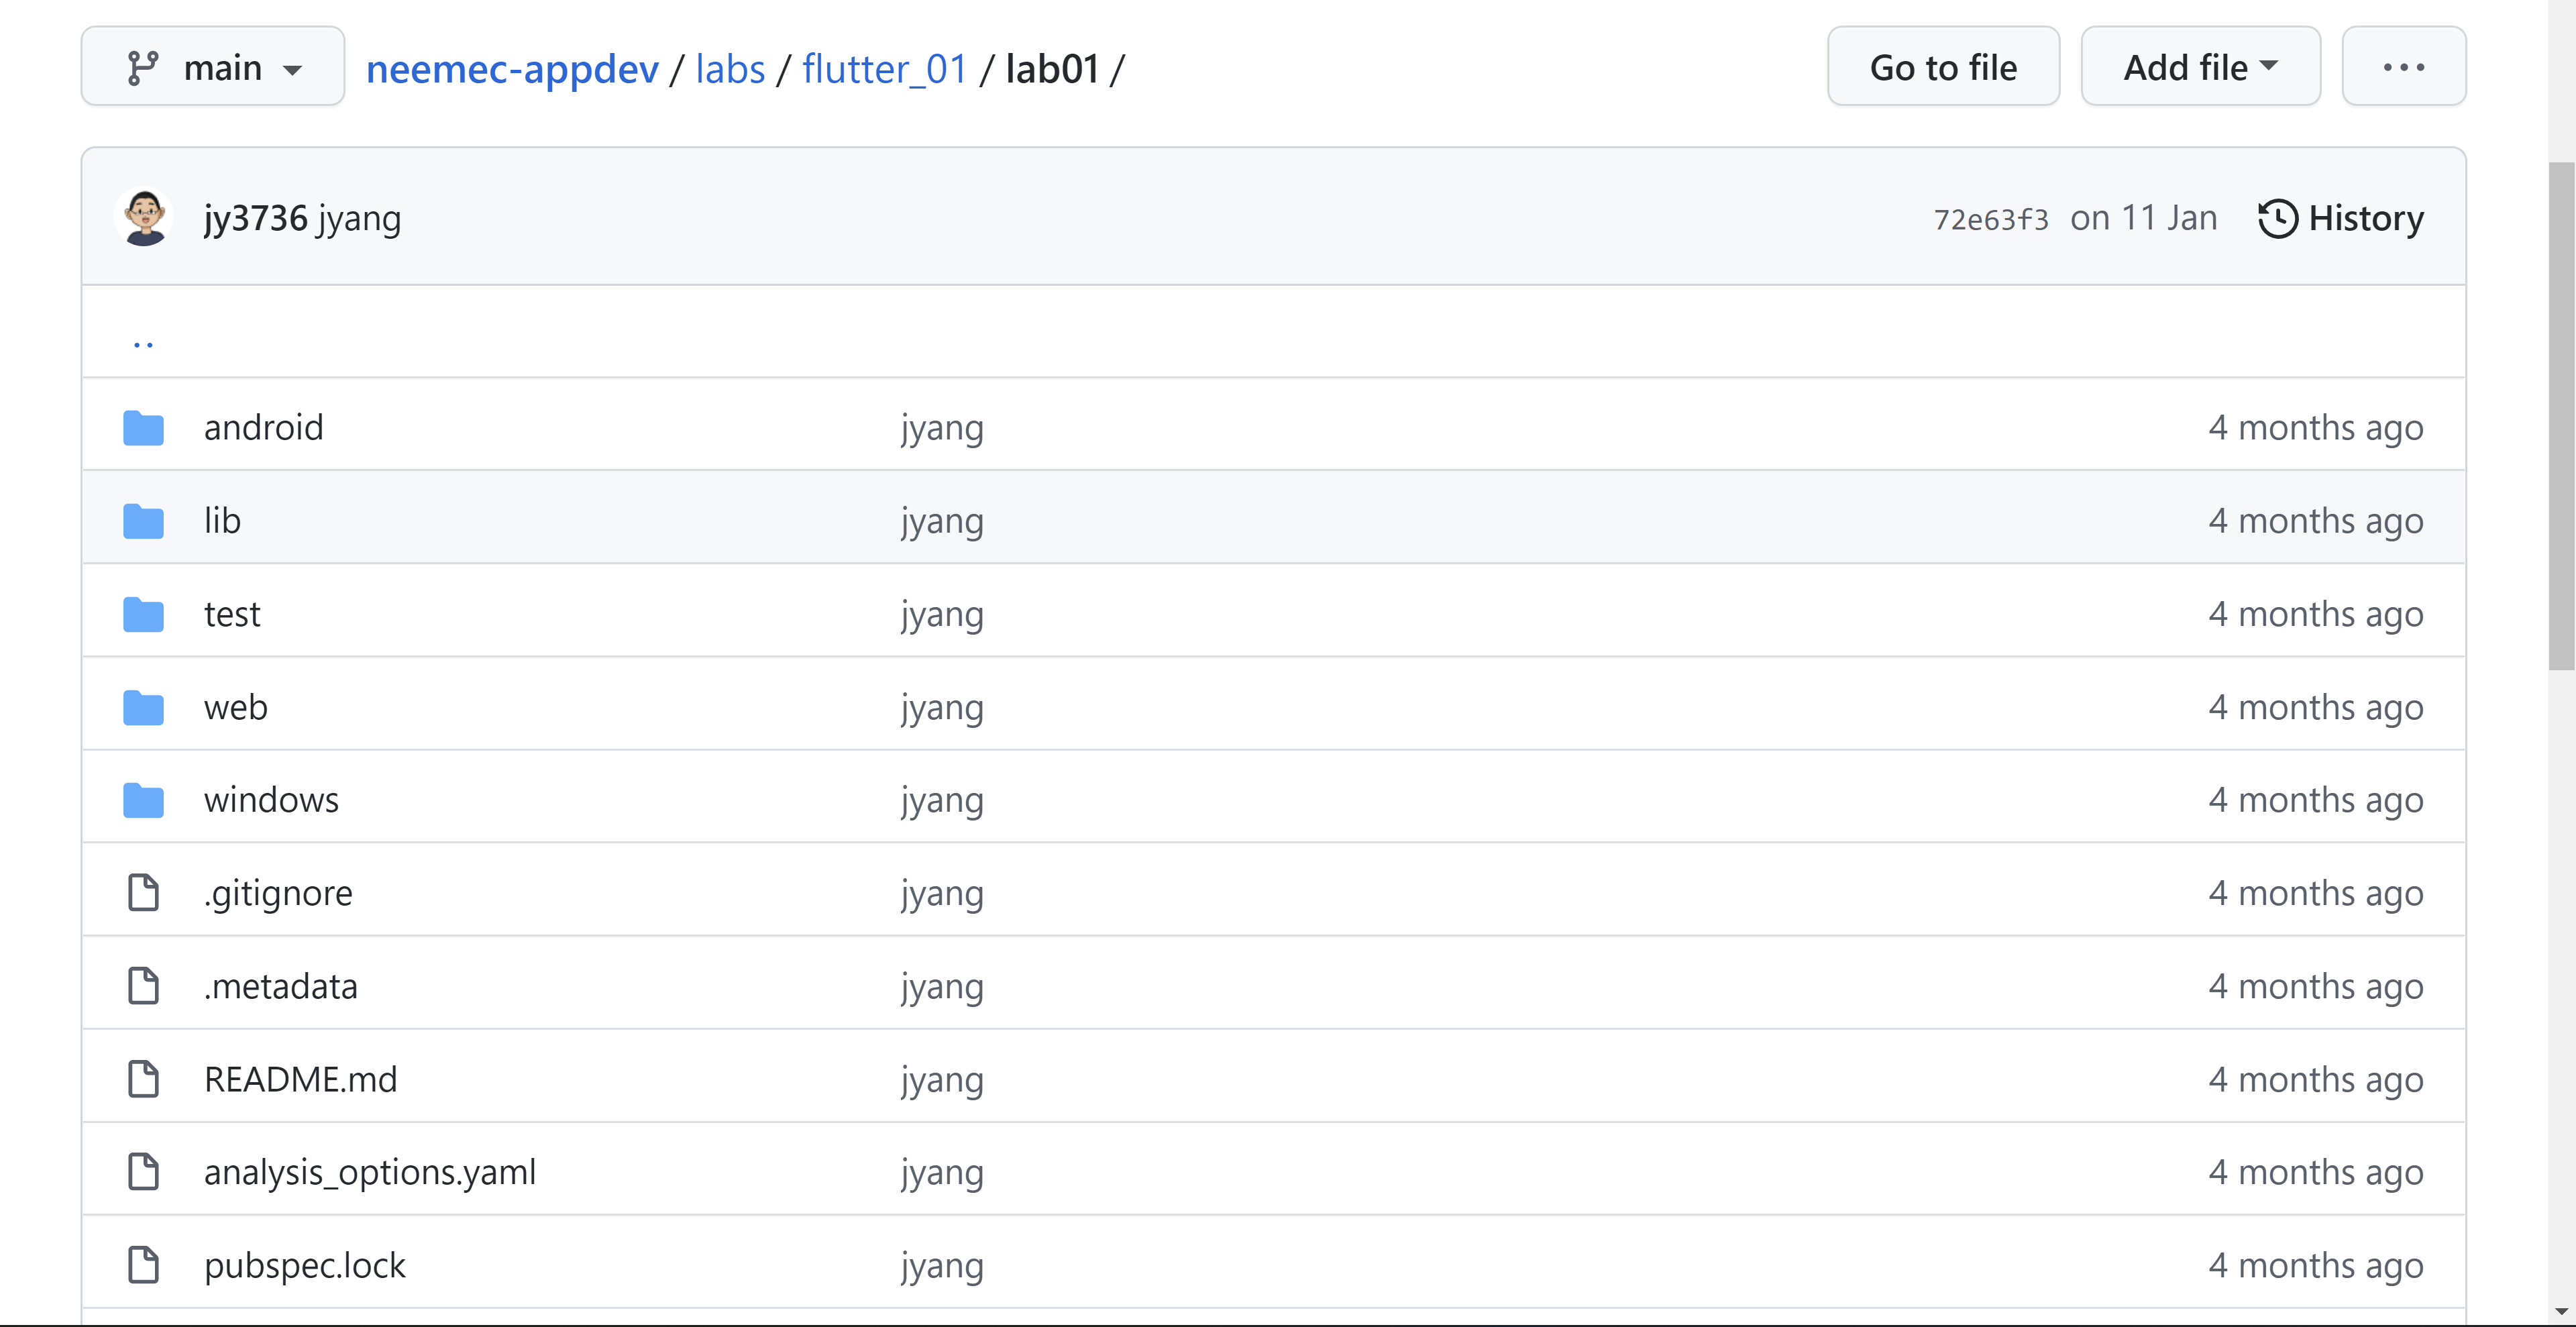 main neemec-appdev / labs / flutter_01 / lab01 / Go to file Add file ...
jy3736 jyang 72e63f3 on 11 Jan History
..
android jyang 4 months ago
lib jyang 4 months ago
test jyang 4 months ago
web jyang 4 months ago
windows jyang 4 months ago
.gitignore jyang 4 months ago
.metadata jyang 4 months ago
README.md jyang 4 months ago
analysis_options.yaml jyang 4 months ago
pubspec.lock jyang 4 months ago